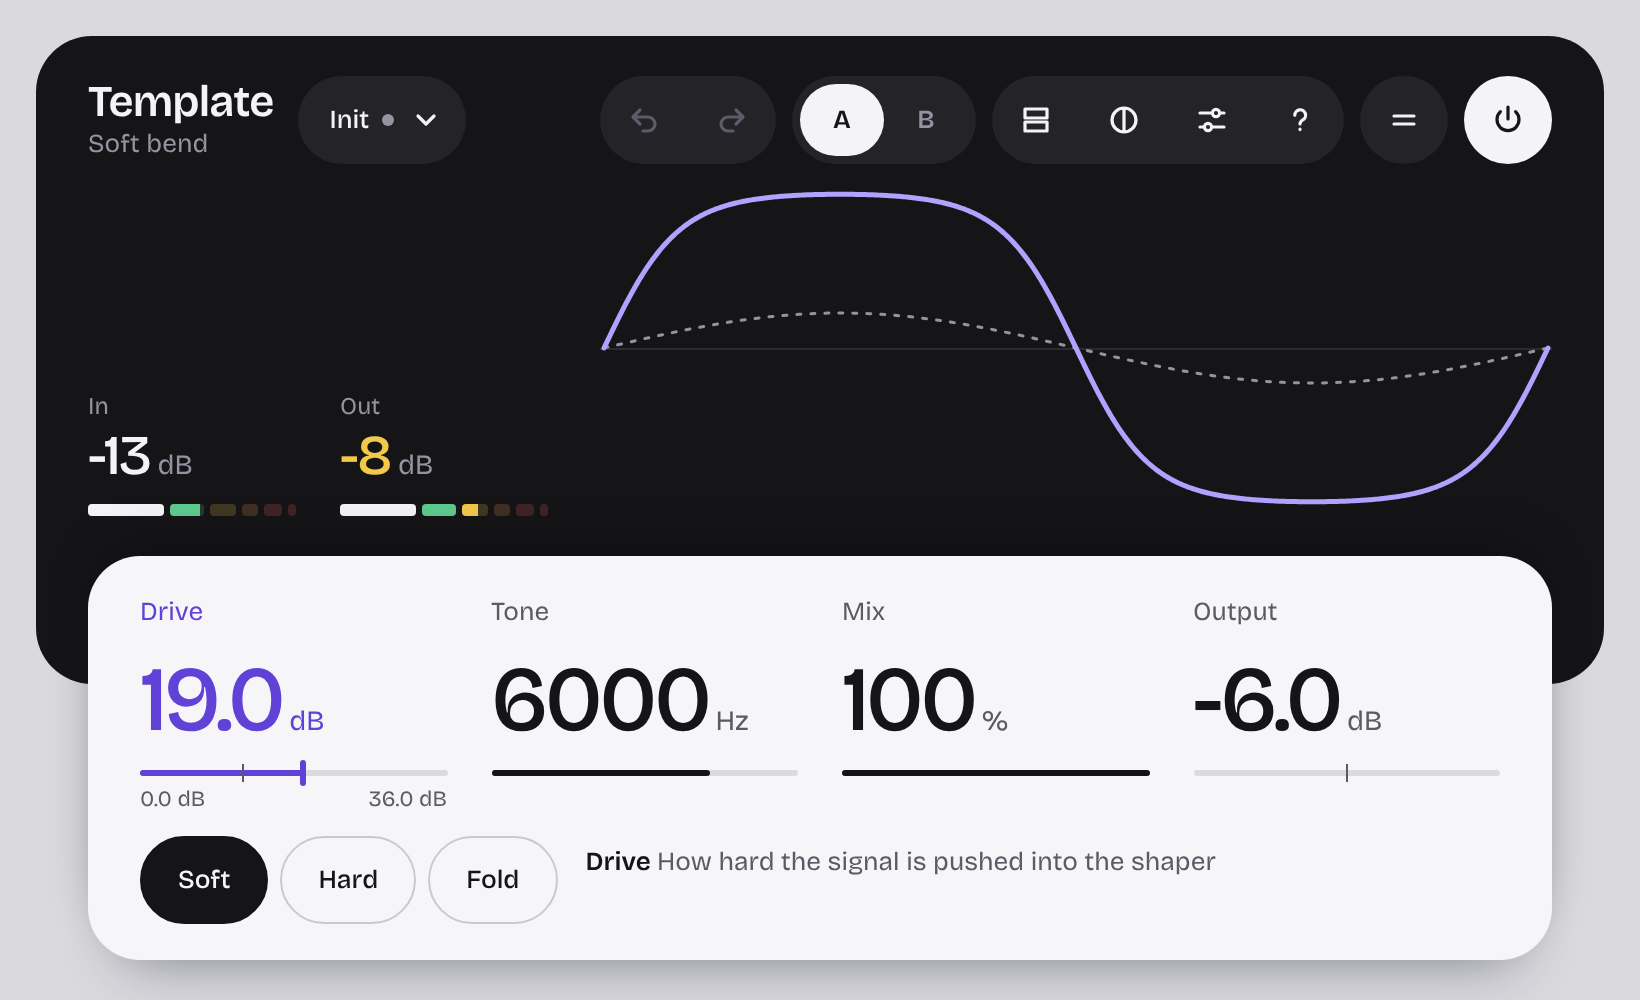 Template
Soft bend
Init
A
B
?
In
-13 dB
Out
-8 dB
Drive
19.0 dB
0.0 dB
36.0 dB
Tone
6000 Hz
Mix
100 %
Output
-6.0 dB
Soft
Hard
Fold
Drive How hard the signal is pushed into the shaper